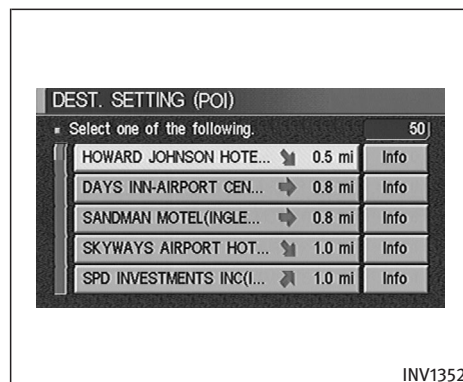 DEST. SETTING (POI)
Select one of the following. 50
HOWARD JOHNSON HOTE... 0.5 mi Info
DAYS INN-AIRPORT CEN... 0.8 mi Info
SANDMAN MOTEL(INGLE... 0.8 mi Info
SKYWAYS AIRPORT HOT... 1.0 mi Info
SPD INVESTMENTS INC(I... 1.0 mi Info
INV1352